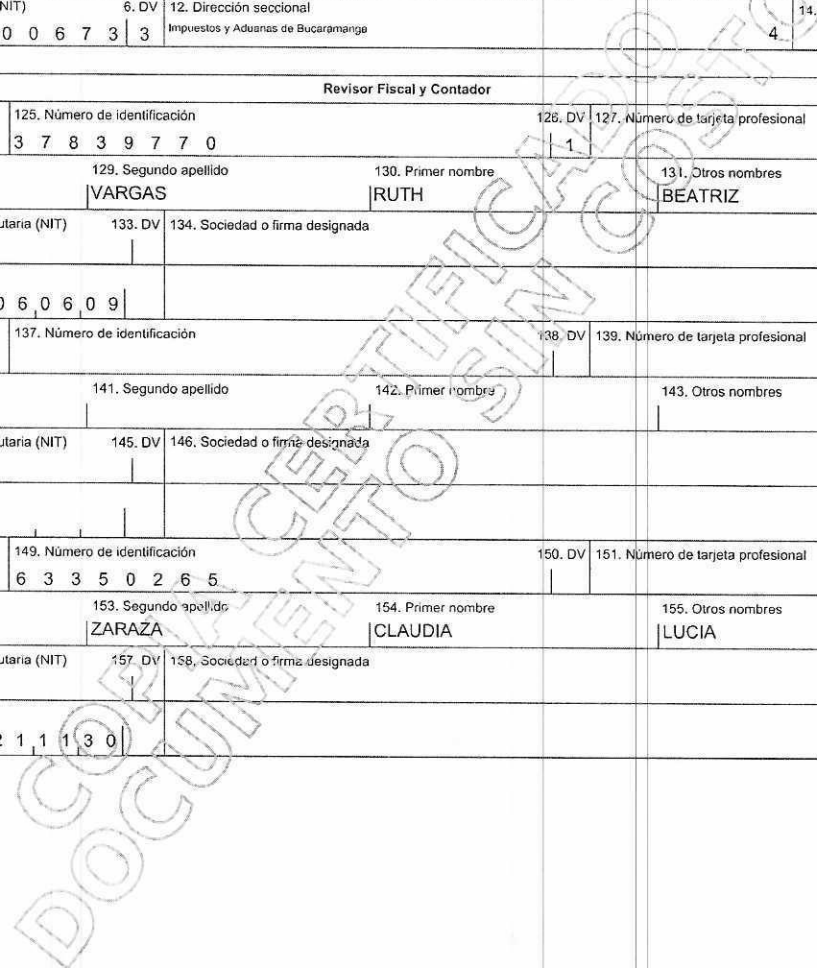 NIT) 6. DV 12. Dirección seccional 14.
0 0 6 7 3 3 Impuestos y Aduanas de Bucaramanga 4
Revisor Fiscal y Contador
125. Número de identificación 126. DV 127. Número de tarjeta profesional
3 7 8 3 9 7 7 0 1
129. Segundo apellido 130. Primer nombre 131. Otros nombres
VARGAS RUTH BEATRIZ
utaria (NIT) 133. DV 134. Sociedad o firma designada
0 6 0 6 0 9
137. Número de identificación 138. DV 139. Número de tarjeta profesional
141. Segundo apellido 142. Primer nombre 143. Otros nombres
utaria (NIT) 145. DV 146. Sociedad o firma designada
149. Número de identificación 150. DV 151. Número de tarjeta profesional
6 3 3 5 0 2 6 5
153. Segundo apellido 154. Primer nombre 155. Otros nombres
ZARAZA CLAUDIA LUCIA
utaria (NIT) 157. DV 158. Sociedad o firma designada
2 1 1 1 3 0
COPIA CERTIFICADO
DOCUMENTO SIN COSTO